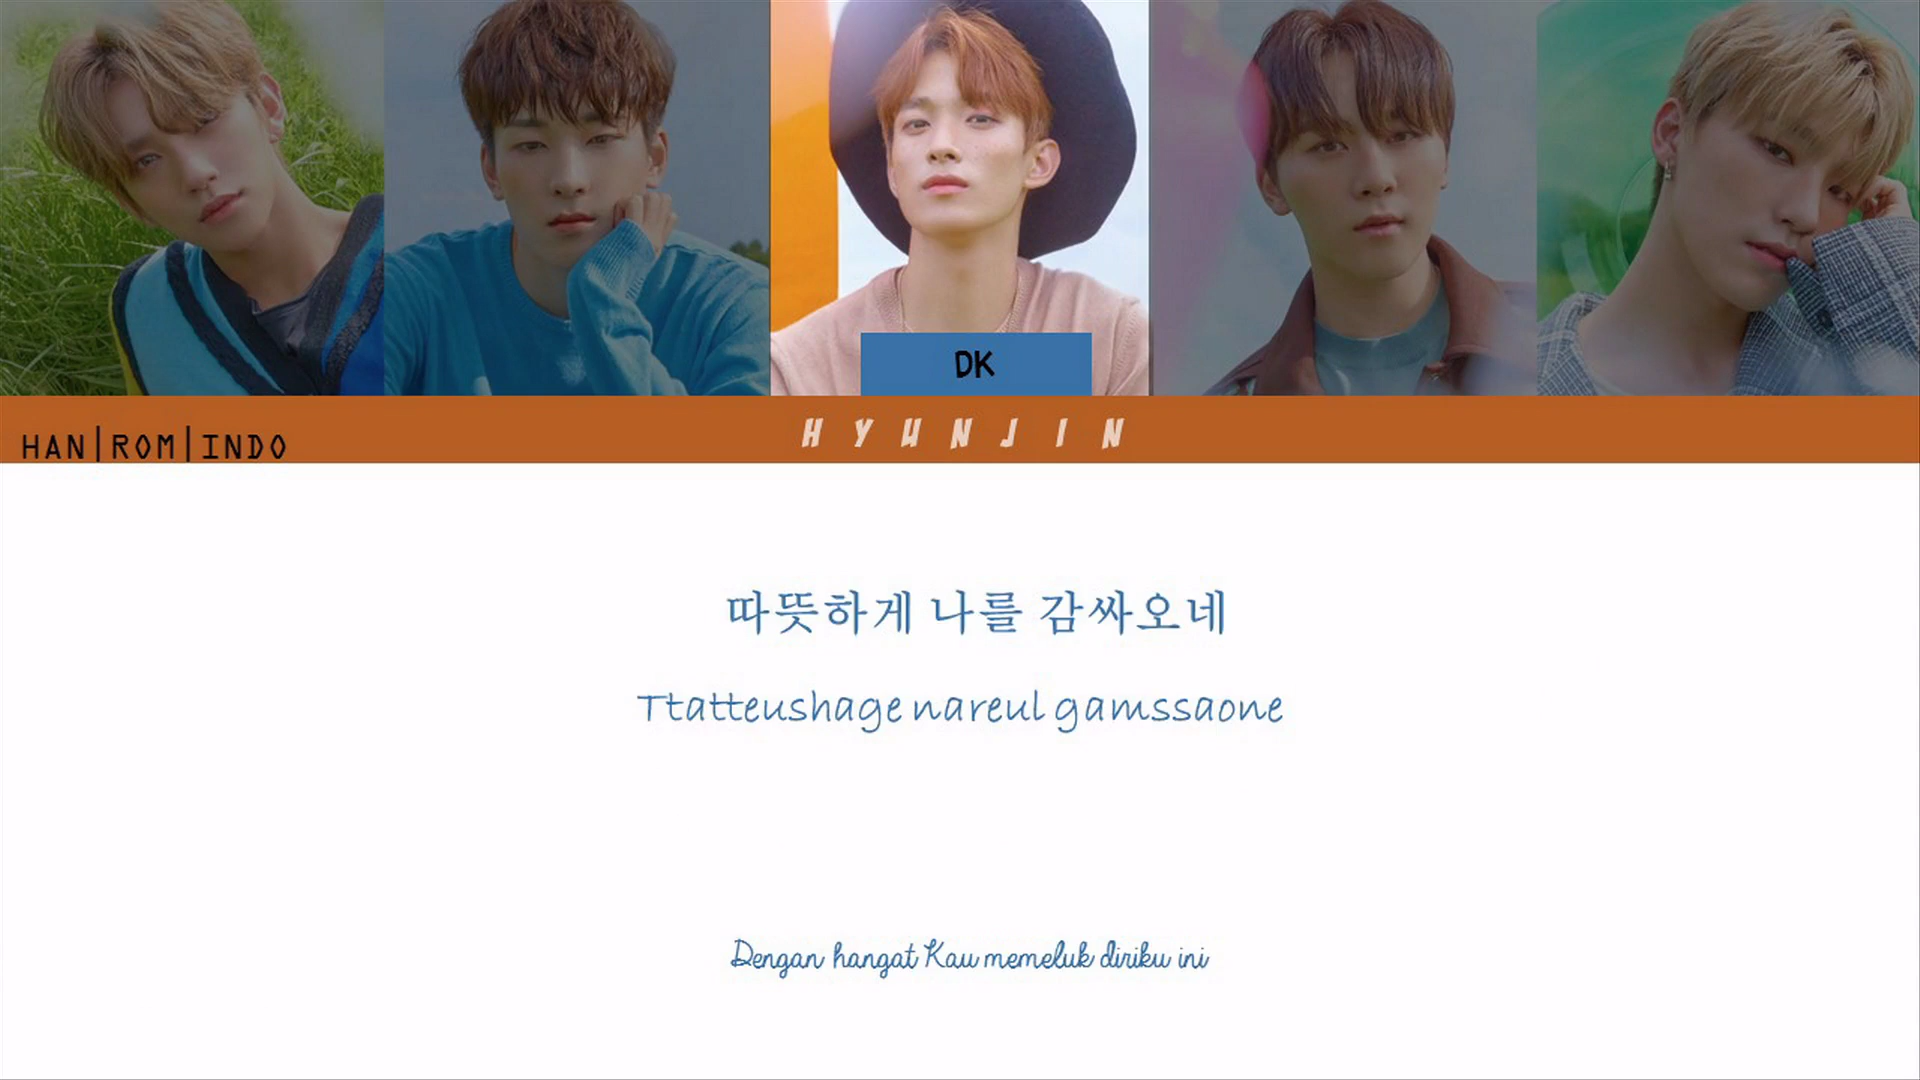 DK
HYUNJIN
HAN|ROM|INDO
따뜻하게 나를 감싸오네
Ttatteushage nareul gamssaone
Dengan hangat Kau memeluk diriku ini